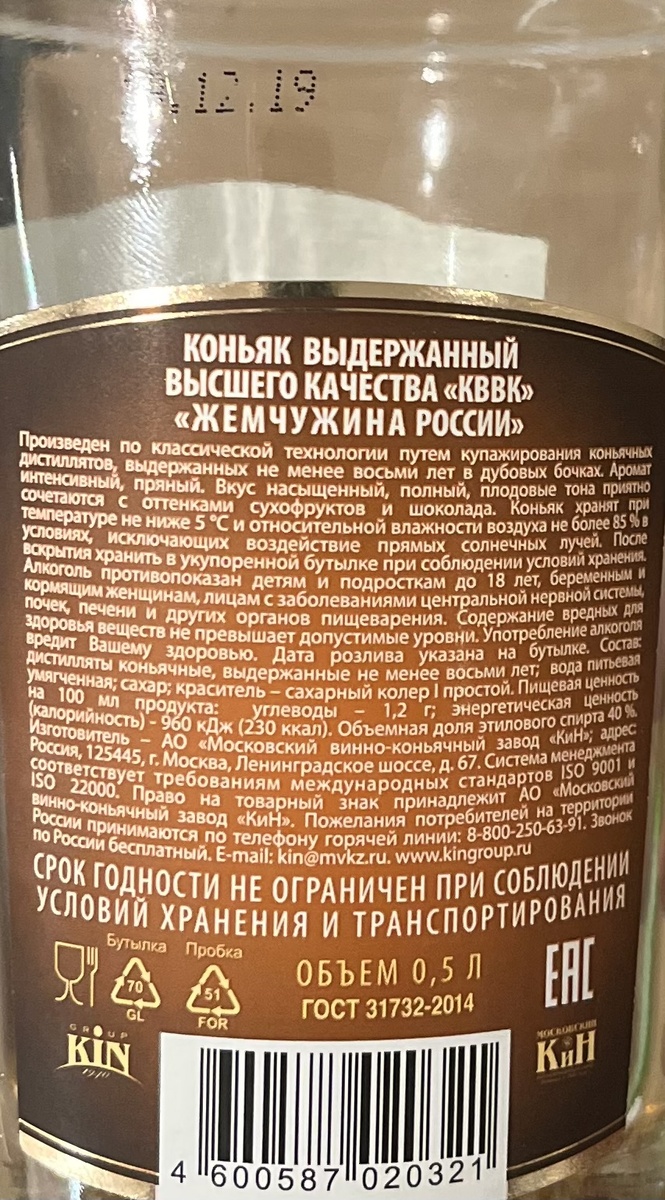 .12.19
КОНЬЯК ВЫДЕРЖАННЫЙ
ВЫСШЕГО КАЧЕСТВА «КВВК»
«ЖЕМЧУЖИНА РОССИИ»
Произведен по классической технологии путем купажирования коньячных
дистиллятов, выдержанных не менее восьми лет в дубовых бочках. Аромат
интенсивный, пряный. Вкус насыщенный, полный, плодовые тона приятно
сочетаются с оттенками сухофруктов и шоколада. Коньяк хранят при
температуре не ниже 5 °С и относительной влажности воздуха не более 85 % в
условиях, исключающих воздействие прямых солнечных лучей. После
вскрытия хранить в укупоренной бутылке при соблюдении условий хранения.
Алкоголь противопоказан детям и подросткам до 18 лет, беременным и
кормящим женщинам, лицам с заболеваниями центральной нервной системы,
почек, печени и других органов пищеварения. Содержание вредных для
здоровья веществ не превышает допустимые уровни. Употребление алкоголя
вредит Вашему здоровью. Дата розлива указана на бутылке. Состав:
дистилляты коньячные, выдержанные не менее восьми лет; вода питьевая
умягченная; сахар; краситель – сахарный колер I простой. Пищевая ценность
на 100 мл продукта: углеводы – 1,2 г; энергетическая ценность
(калорийность) - 960 кДж (230 ккал). Объемная доля этилового спирта 40 %.
Изготовитель – АО «Московский винно-коньячный завод «КиН»; адрес:
Россия, 125445, г. Москва, Ленинградское шоссе, д. 67. Система менеджмента
соответствует требованиям международных стандартов ISO 9001 и
ISO 22000. Право на товарный знак принадлежит АО «Московский
винно-коньячный завод «КиН». Пожелания потребителей на территории
России принимаются по телефону горячей линии: 8-800-250-63-91. Звонок
по России бесплатный. E-mail: kin@mvkz.ru. www.kingroup.ru
СРОК ГОДНОСТИ НЕ ОГРАНИЧЕН ПРИ СОБЛЮДЕНИИ
УСЛОВИЙ ХРАНЕНИЯ И ТРАНСПОРТИРОВАНИЯ
Бутылка Пробка
70 51
GL FOR
ОБЪЕМ 0,5 Л
ГОСТ 31732-2014
EAC
GROUP
KIN
1940
МОСКОВСКИЙ
КиН
4 600587 020321